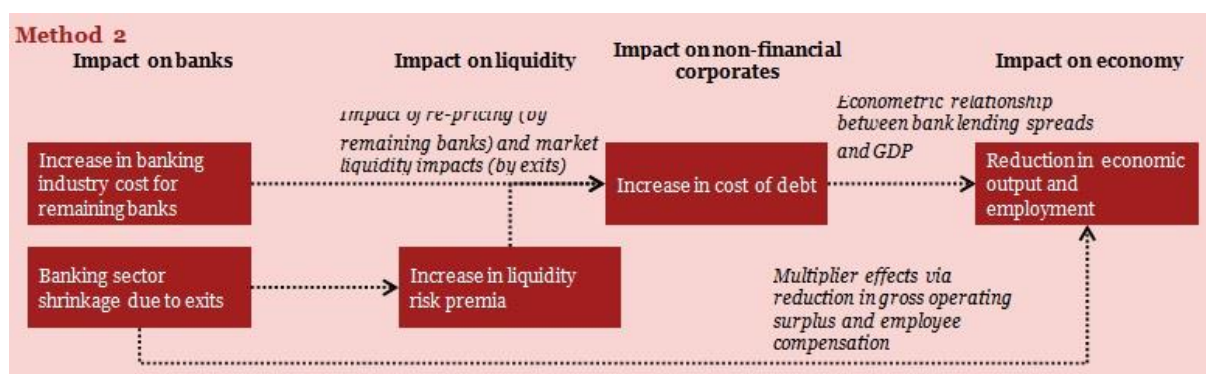 Method 2
Impact on banks
Impact on liquidity
Impact on non-financial
corporates
Impact on economy
Impact of re-pricing (by
remaining banks) and market
liquidity impacts (by exits)
Econometric relationship
between bank lending spreads
and GDP
Increase in banking
industry cost for
remaining banks
Increase in cost of debt
Reduction in economic
output and
employment
Banking sector
shrinkage due to exits
Increase in liquidity
risk premia
Multiplier effects via
reduction in gross operating
surplus and employee
compensation